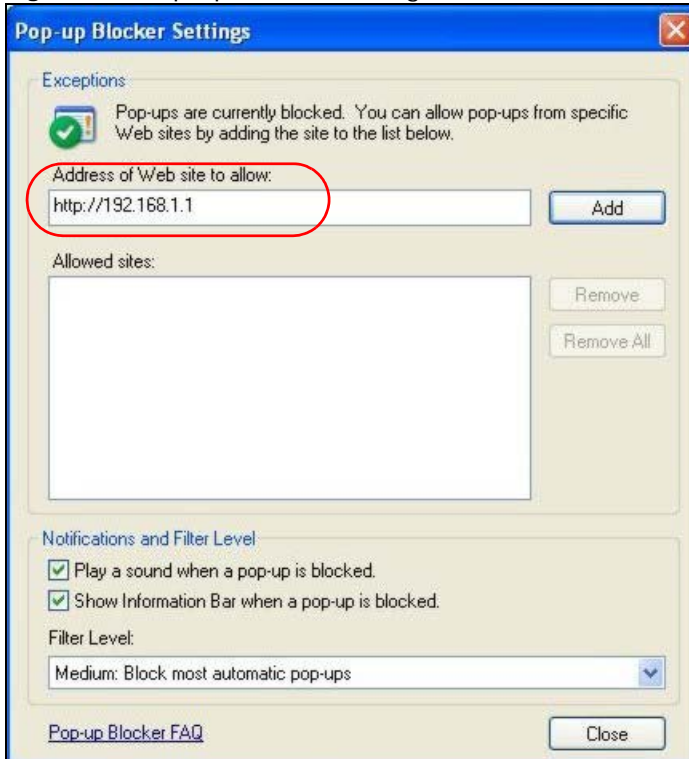 Pop-up Blocker Settings
Exceptions
Pop-ups are currently blocked. You can allow pop-ups from specific
Web sites by adding the site to the list below.
Address of Web site to allow:
http://192.168.1.1
Add
Allowed sites:
Remove
Remove All
Notifications and Filter Level
Play a sound when a pop-up is blocked.
Show Information Bar when a pop-up is blocked.
Filter Level:
Medium: Block most automatic pop-ups
Pop-up Blocker FAQ
Close